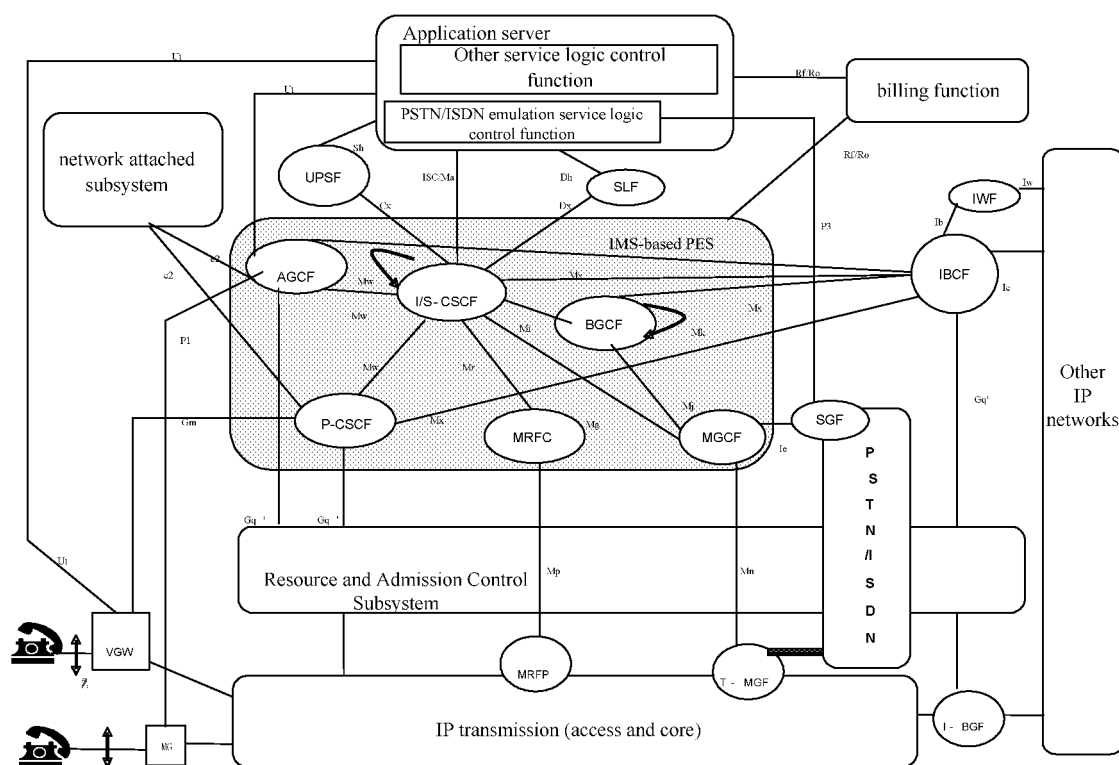 Application server
Other service logic control
function
PSTN/ISDN emulation service logic
control function
billing function
Rf/Ro
Rf/Ro
Ut
Ut
network attached
subsystem
UPSF
Sh
ISC/Ma
Dh
SLF
Cx
Dx
P3
IWF
Iw
Ib
IBCF
Ic
IMS-based PES
AGCF
e2
e2
Mw
Mw
I/S-CSCF
Mx
Mx
BGCF
Mi
Mk
P1
Mw
Mr
Other
IP
networks
Gq'
P-CSCF
Gm
Mx
MRFC
Mg
Mj
MGCF
Ie
SGF
PSTN/ISDN
Gq '
Gq '
Resource and Admission Control
Subsystem
Mp
Mn
Ut
VGW
Z
MRFP
T - MGF
I - BGF
MG
IP transmission (access and core)